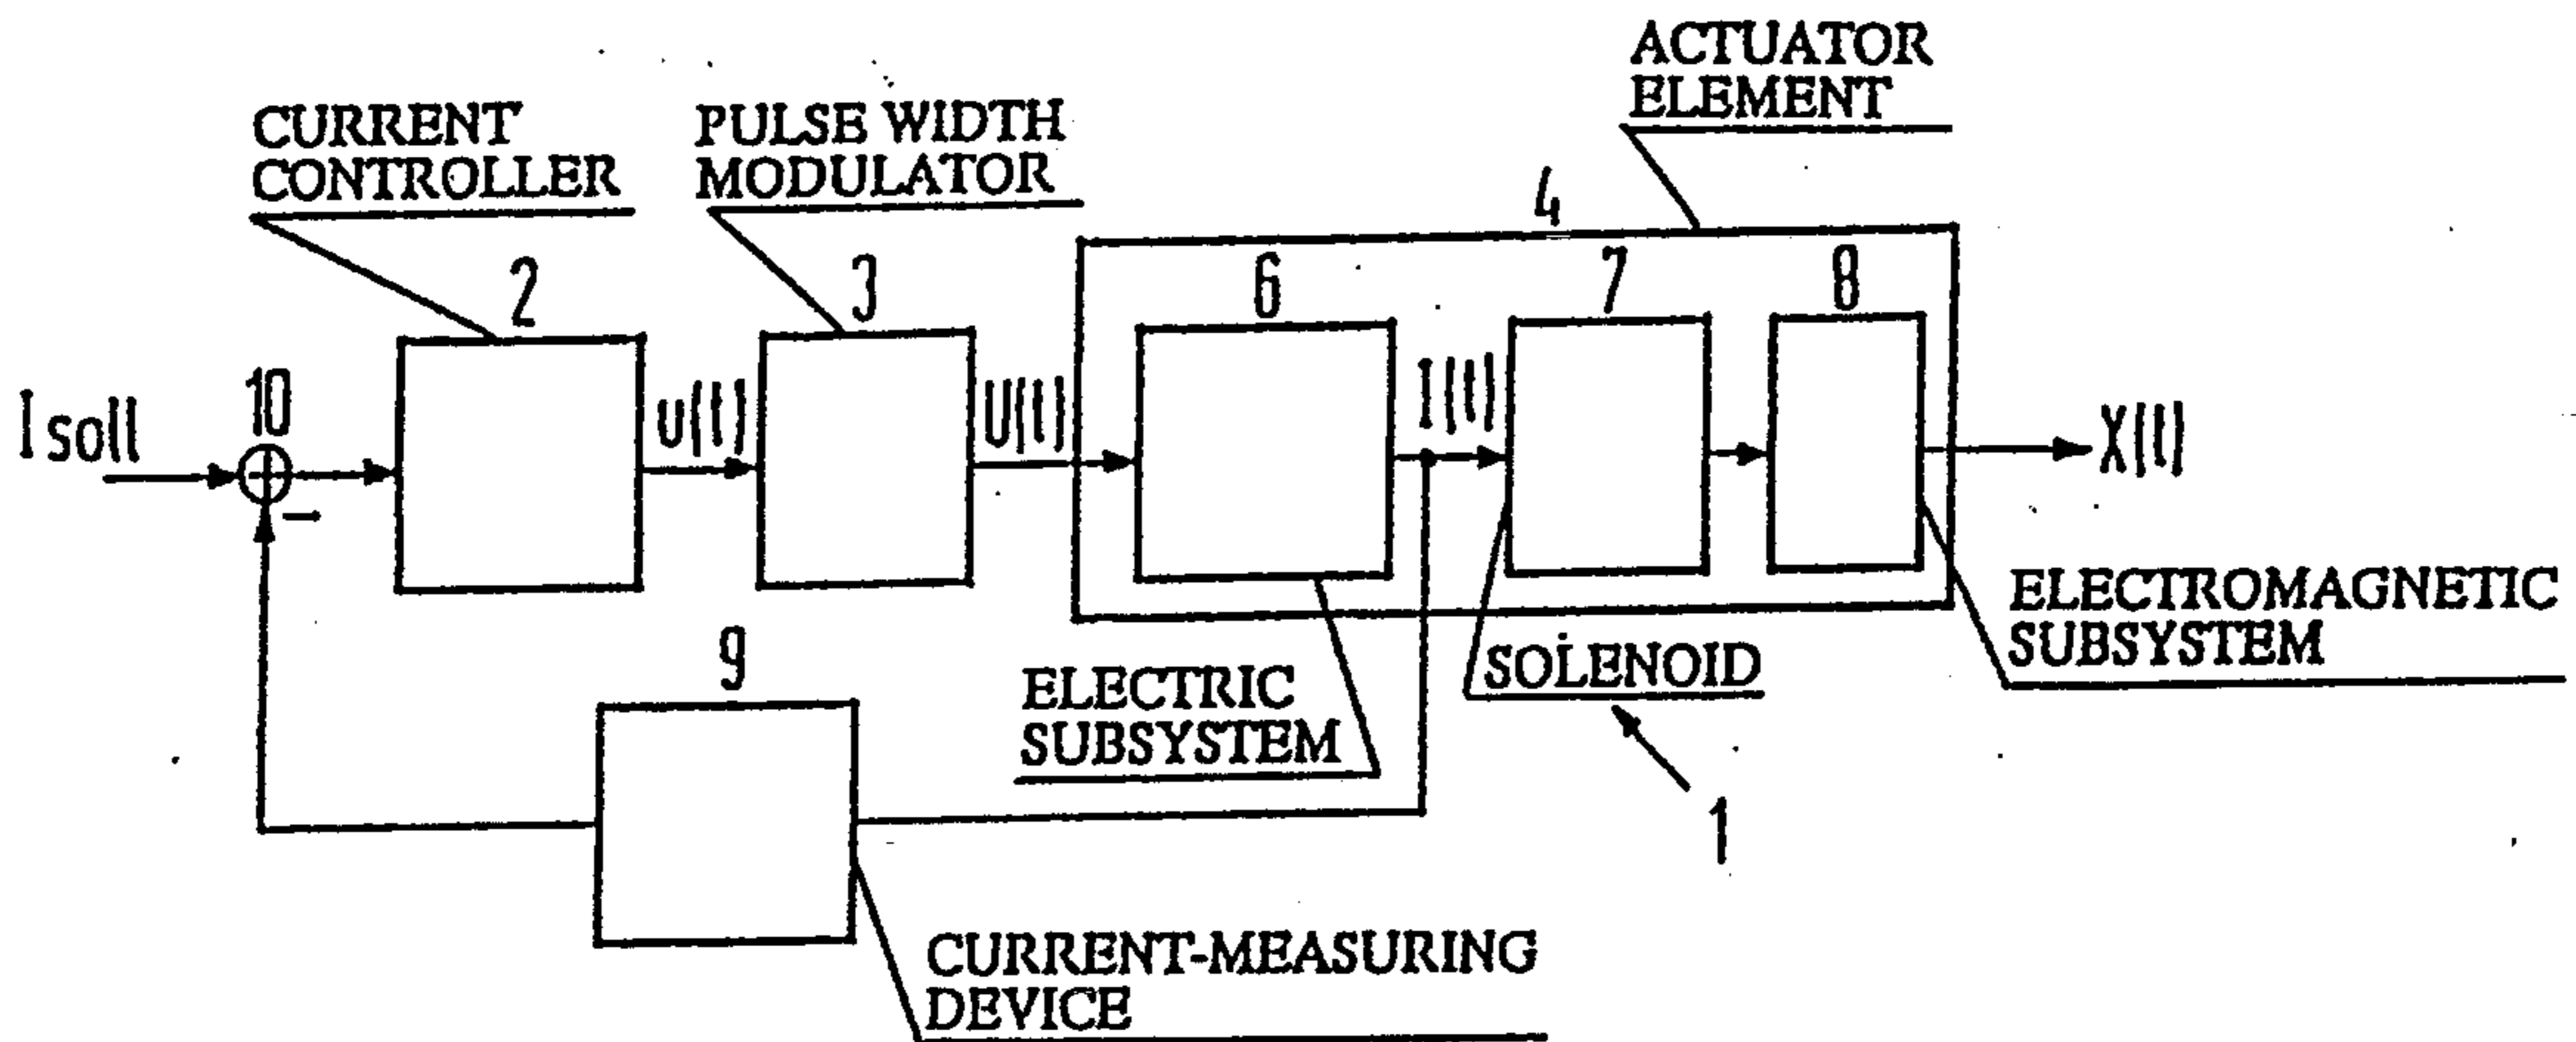 ACTUATOR
ELEMENT
CURRENT
CONTROLLER
PULSE WIDTH
MODULATOR
4
2
3
6
7
8
I soll
10
u(t)
U(t)
I(t)
X(t)
ELECTROMAGNETIC
SUBSYSTEM
SOLENOID
ELECTRIC
SUBSYSTEM
9
1
CURRENT-MEASURING
DEVICE